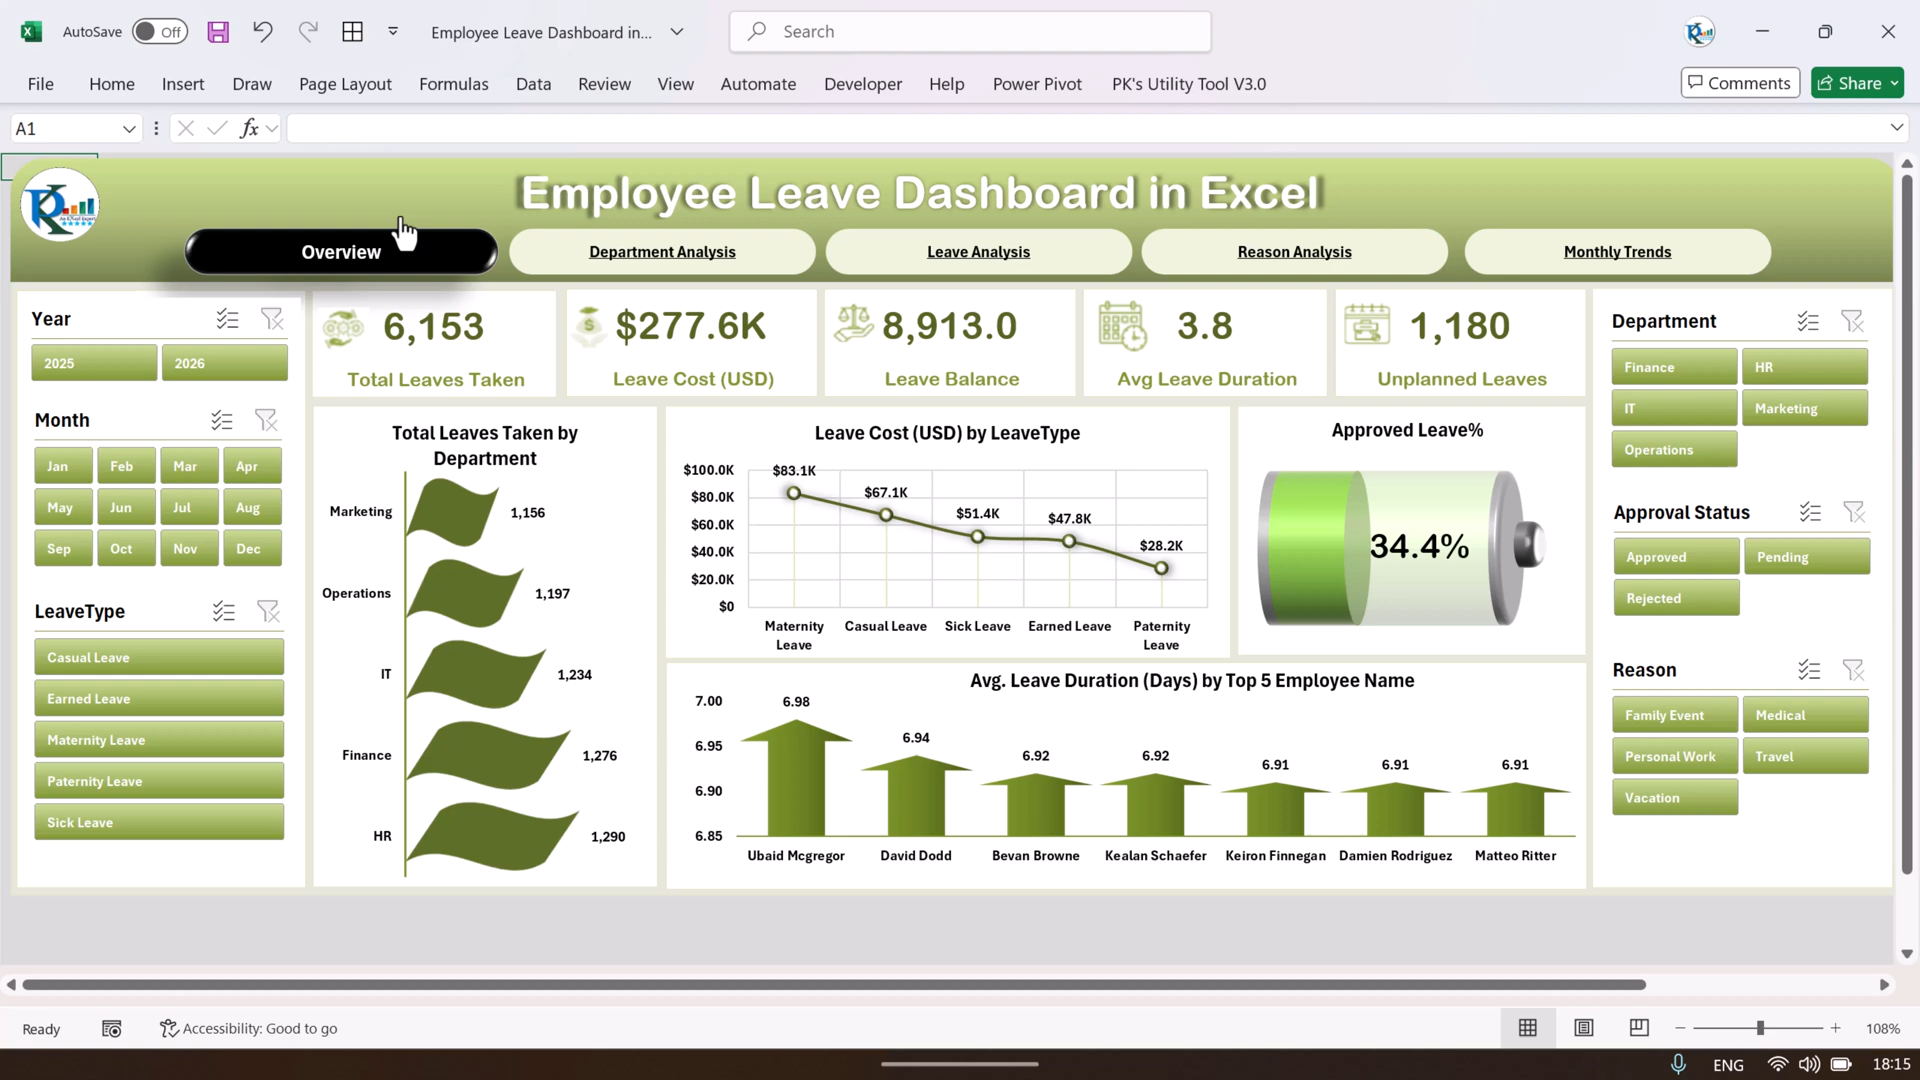 AutoSave Off Employee Leave Dashboard in... Search
File Home Insert Draw Page Layout Formulas Data Review View Automate Developer Help Power Pivot PK's Utility Tool V3.0 Comments Share
A1 fx
Employee Leave Dashboard in Excel
Overview Department Analysis Leave Analysis Reason Analysis Monthly Trends
Year
2025 2026
Month
Jan Feb Mar Apr
May Jun Jul Aug
Sep Oct Nov Dec
LeaveType
Casual Leave
Earned Leave
Maternity Leave
Paternity Leave
Sick Leave
6,153
Total Leaves Taken
$277.6K
Leave Cost (USD)
8,913.0
Leave Balance
3.8
Avg Leave Duration
1,180
Unplanned Leaves
Total Leaves Taken by
Department
Marketing 1,156
Operations 1,197
IT 1,234
Finance 1,276
HR 1,290
Leave Cost (USD) by LeaveType
$100.0K
$80.0K
$60.0K
$40.0K
$20.0K
$0
$83.1K
$67.1K
$51.4K
$47.8K
$28.2K
Maternity Leave
Casual Leave
Sick Leave
Earned Leave
Paternity Leave
Approved Leave%
34.4%
Avg. Leave Duration (Days) by Top 5 Employee Name
7.00
6.95
6.90
6.85
6.98 6.94 6.92 6.92 6.91 6.91 6.91
Ubaid Mcgregor David Dodd Bevan Browne Kealan Schaefer Keiron Finnegan Damien Rodriguez Matteo Ritter
Department
Finance HR
IT Marketing
Operations
Approval Status
Approved Pending
Rejected
Reason
Family Event Medical
Personal Work Travel
Vacation
Ready Accessibility: Good to go 108%
ENG 18:15